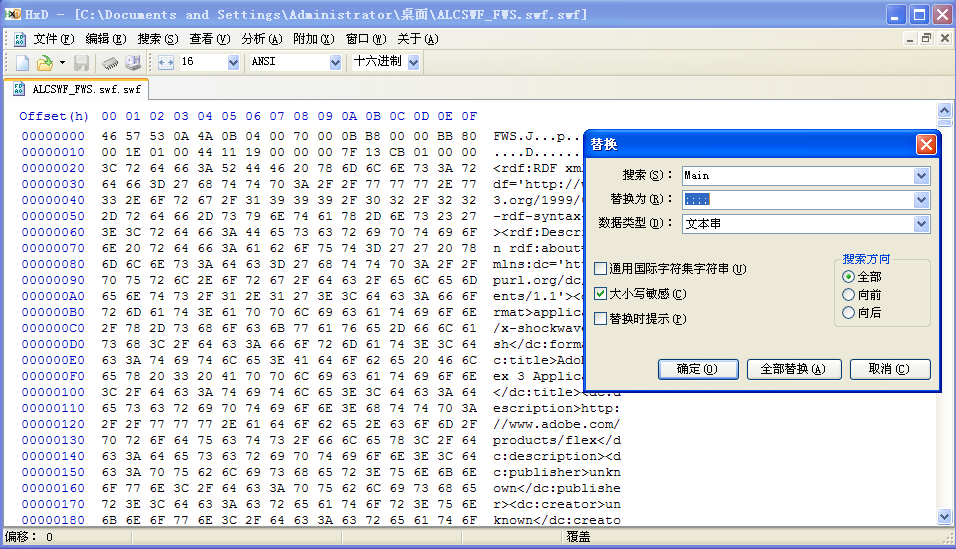 HxD - [C:\Documents and Settings\Administrator\桌面\ALCSWF_FWS.swf.swf]
文件(F) 编辑(E) 搜索(S) 查看(V) 分析(A) 附加(X) 窗口(W) 关于(A)
16 ANSI 十六进制
ALCSWF_FWS.swf.swf
Offset(h) 00 01 02 03 04 05 06 07 08 09 0A 0B 0C 0D 0E 0F
00000000 46 57 53 0A 4A 0B 04 00 70 00 0B B8 00 00 BB 80 FWS.J...p...
00000010 00 1E 01 00 44 11 19 00 00 00 7F 13 CB 01 00 00 ....D.......
00000020 3C 72 64 66 3A 52 44 46 20 78 6D 6C 6E 73 3A 72 <rdf:RDF xm
00000030 64 66 3D 27 68 74 74 70 3A 2F 2F 77 77 77 2E 77 df='http://w
00000040 33 2E 6F 72 67 2F 31 39 39 39 2F 30 32 2F 32 32 3.org/1999/
00000050 2D 72 64 66 2D 73 79 6E 74 61 78 2D 6E 73 23 27 -rdf-syntax-
00000060 3E 3C 72 64 66 3A 44 65 73 63 72 69 70 74 69 6F ><rdf:Descr
00000070 6E 20 72 64 66 3A 61 62 6F 75 74 3D 27 27 20 78 n rdf:about=
00000080 6D 6C 6E 73 3A 64 63 3D 27 68 74 74 70 3A 2F 2F mlns:dc='ht
00000090 70 75 72 6C 2E 6F 72 67 2F 64 63 2F 65 6C 65 6D purl.org/dc/
000000A0 65 6E 74 73 2F 31 2E 31 27 3E 3C 64 63 3A 66 6F ents/1.1'><
000000B0 72 6D 61 74 3E 61 70 70 6C 69 63 61 74 69 6F 6E rmat>applic
000000C0 2F 78 2D 73 68 6F 63 6B 77 61 76 65 2D 66 6C 61 /x-shockwav
000000D0 73 68 3C 2F 64 63 3A 66 6F 72 6D 61 74 3E 3C 64 sh</dc:form
000000E0 63 3A 74 69 74 6C 65 3E 41 64 6F 62 65 20 46 6C c:title>Ado
000000F0 65 78 20 33 20 41 70 70 6C 69 63 61 74 69 6F 6E ex 3 Applic
00000100 3C 2F 64 63 3A 74 69 74 6C 65 3E 3C 64 63 3A 64 </dc:title><dc:d
00000110 65 73 63 72 69 70 74 69 6F 6E 3E 68 74 74 70 3A escription>http:
00000120 2F 2F 77 77 77 2E 61 64 6F 62 65 2E 63 6F 6D 2F //www.adobe.com/
00000130 70 72 6F 64 75 63 74 73 2F 66 6C 65 78 3C 2F 64 products/flex</d
00000140 63 3A 64 65 73 63 72 69 70 74 69 6F 6E 3E 3C 64 c:description><d
00000150 63 3A 70 75 62 6C 69 73 68 65 72 3E 75 6E 6B 6E c:publisher>unkn
00000160 6F 77 6E 3C 2F 64 63 3A 70 75 62 6C 69 73 68 65 own</dc:publishe
00000170 72 3E 3C 64 63 3A 63 72 65 61 74 6F 72 3E 75 6E r><dc:creator>un
00000180 6B 6E 6F 77 6E 3C 2F 64 63 3A 63 72 65 61 74 6F known</dc:creato
替换
搜索(S): Main
替换为(R): ::::
数据类型(D): 文本串
通用国际字符集字符串(U)
大小写敏感(C)
替换时提示(P)
搜索方向
全部
向前
向后
确定(O) 全部替换(A) 取消(C)
偏移: 0 覆盖